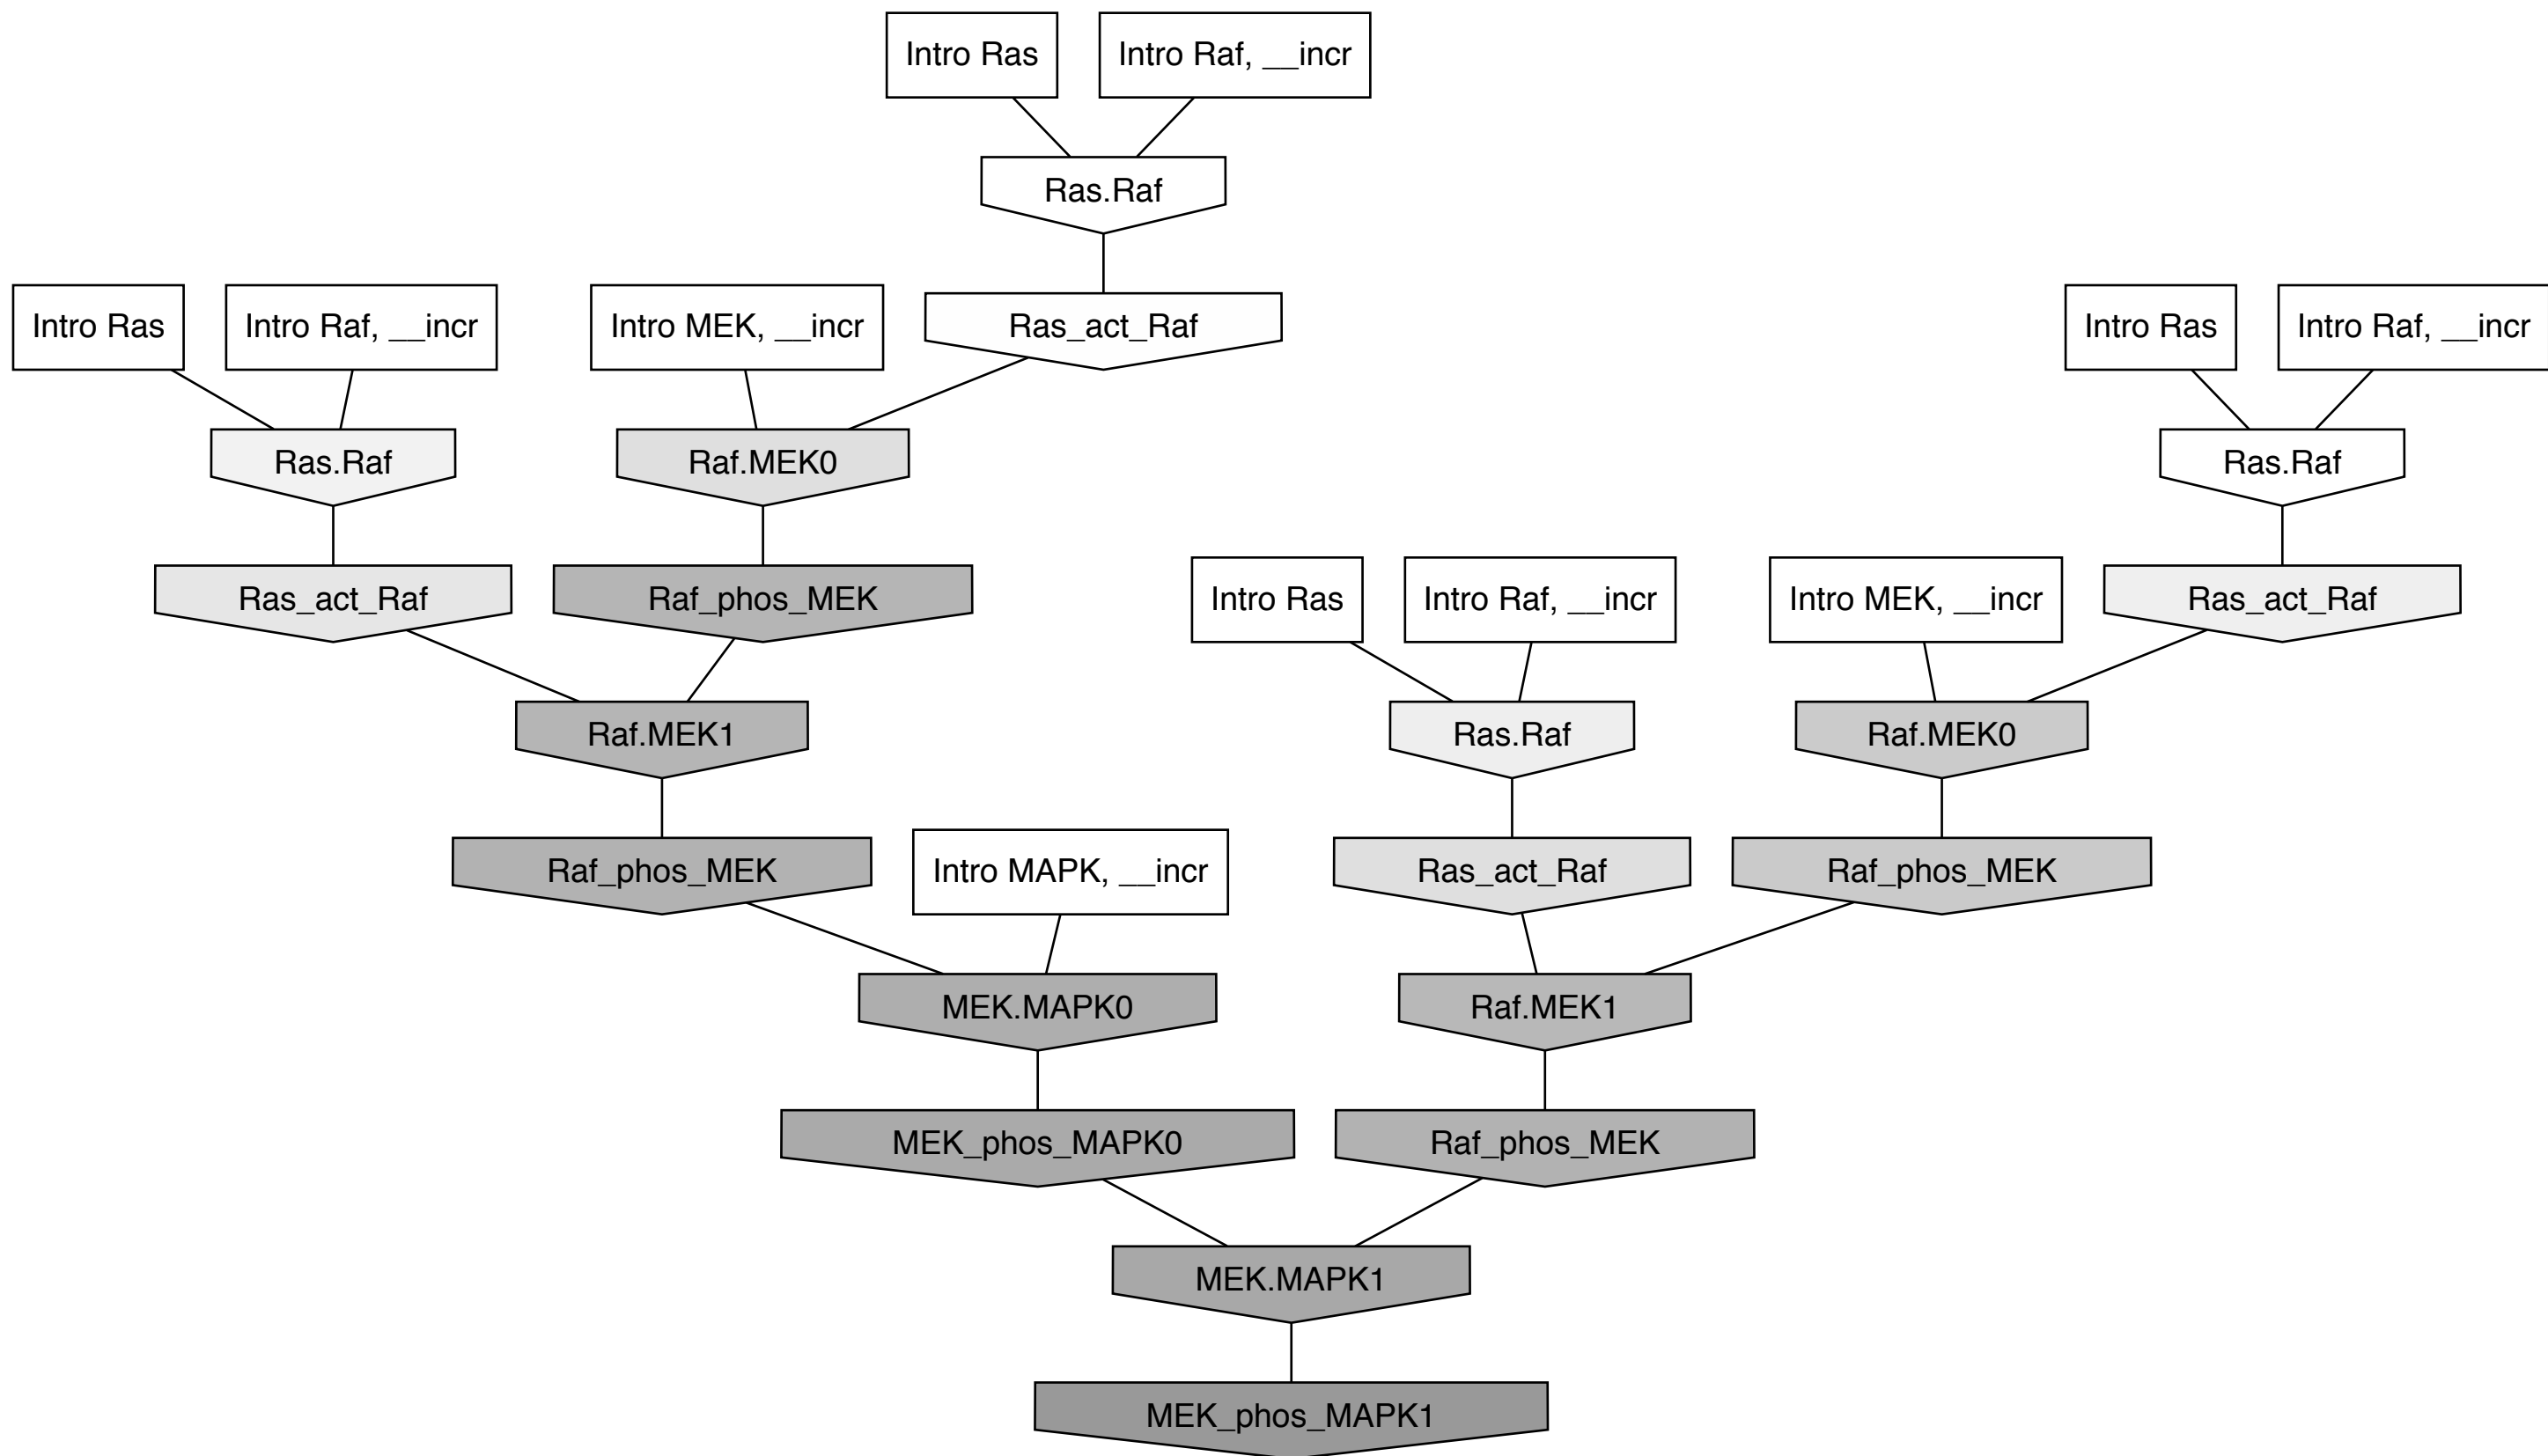 Intro Ras
Intro Raf, __incr
Ras.Raf
Intro Ras
Intro Raf, __incr
Intro MEK, __incr
Ras_act_Raf
Intro Ras
Intro Raf, __incr
Ras.Raf
Raf.MEK0
Ras.Raf
Ras_act_Raf
Raf_phos_MEK
Intro Ras
Intro Raf, __incr
Intro MEK, __incr
Ras_act_Raf
Raf.MEK1
Ras.Raf
Raf.MEK0
Raf_phos_MEK
Intro MAPK, __incr
Ras_act_Raf
Raf_phos_MEK
MEK.MAPK0
Raf.MEK1
MEK_phos_MAPK0
Raf_phos_MEK
MEK.MAPK1
MEK_phos_MAPK1